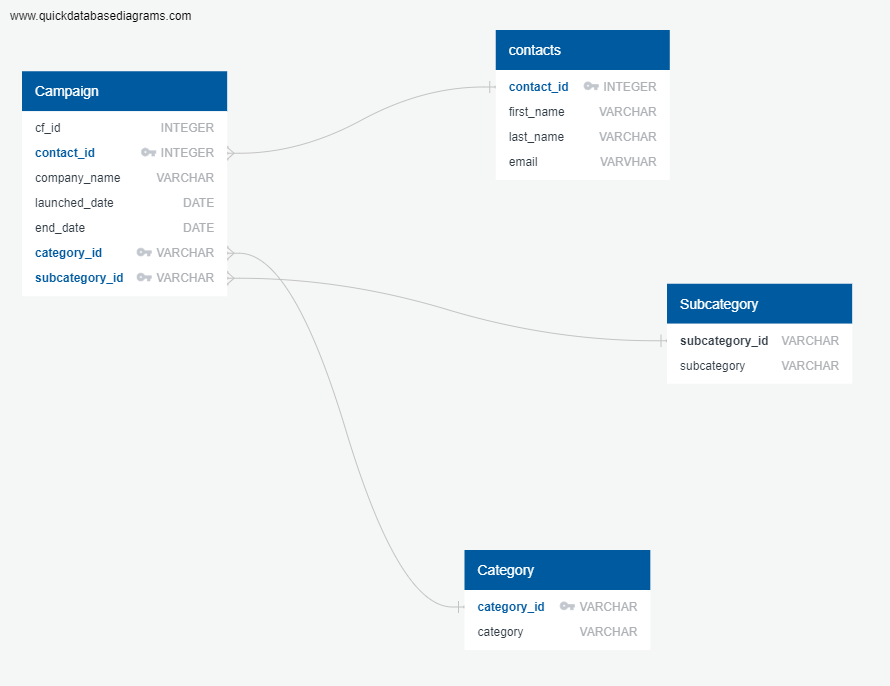 www.quickdatabasediagrams.com
Campaign
cf_id INTEGER
contact_id INTEGER
company_name VARCHAR
launched_date DATE
end_date DATE
category_id VARCHAR
subcategory_id VARCHAR
contacts
contact_id INTEGER
first_name VARCHAR
last_name VARCHAR
email VARVHAR
Subcategory
subcategory_id VARCHAR
subcategory VARCHAR
Category
category_id VARCHAR
category VARCHAR